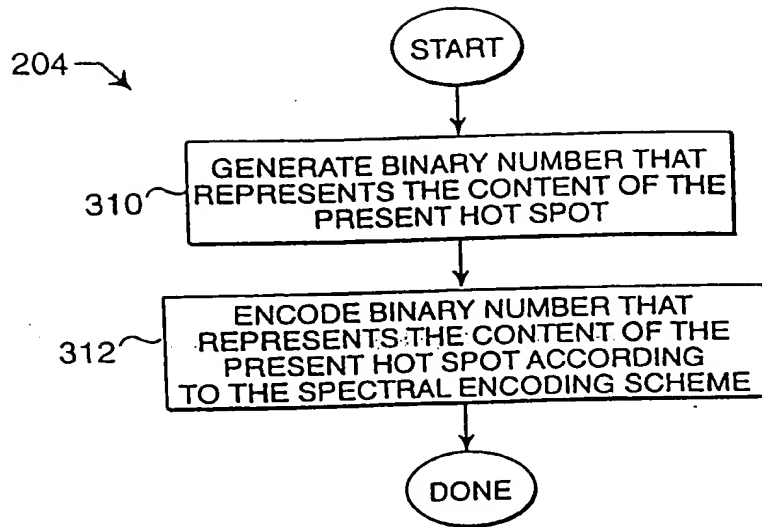 204
START
310
GENERATE BINARY NUMBER THAT
REPRESENTS THE CONTENT OF THE
PRESENT HOT SPOT.
312
ENCODE BINARY NUMBER THAT
REPRESENTS THE CONTENT OF THE
PRESENT HOT SPOT ACCORDING
TO THE SPECTRAL ENCODING SCHEME
DONE